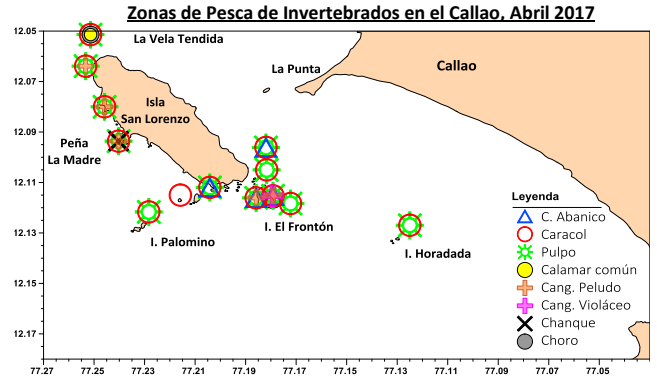 Zonas de Pesca de Invertebrados en el Callao, Abril 2017
12.05
La Vela Tendida
La Punta
Callao
12.07
Isla
San Lorenzo
12.09
Peña
La Madre
12.11
Leyenda
C. Abanico
Caracol
Pulpo
Calamar común
Cang. Peludo
Cang. Violáceo
Chanque
Choro
I. El Frontón
12.13
I. Palomino
I. Horadada
12.15
12.17
77.27 77.25 77.23 77.21 77.19 77.17 77.15 77.13 77.11 77.09 77.07 77.05